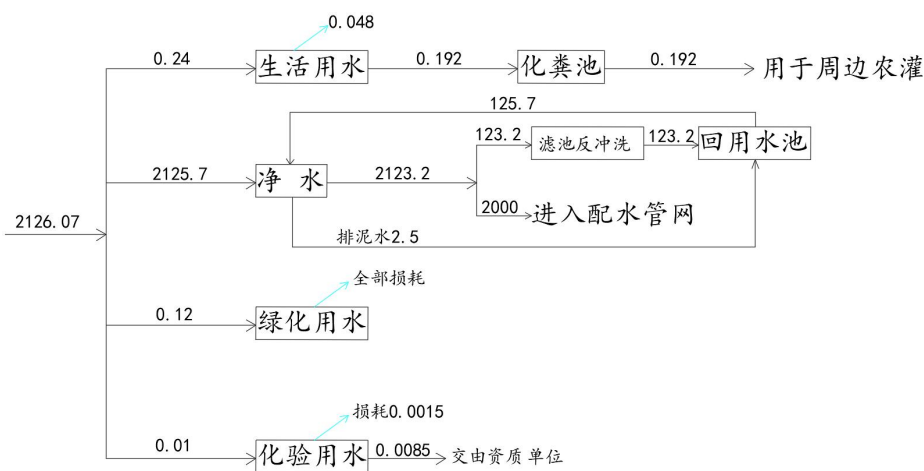 0.048
0.24
生活用水
0.192
化粪池
0.192
用于周边农灌
125.7
123.2
滤池反冲洗
123.2
回用水池
2125.7
净 水
2123.2
2000
进入配水管网
2126.07
排泥水2.5
全部损耗
0.12
绿化用水
损耗0.0015
0.01
化验用水
0.0085
交由资质单位